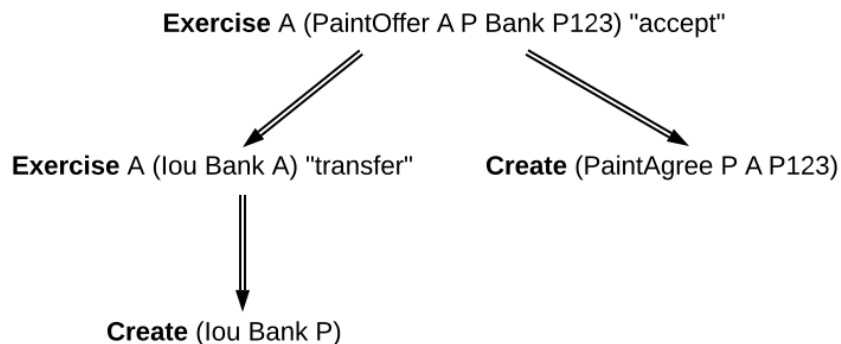 Exercise A (PaintOffer A P Bank P123) "accept"
Exercise A (Iou Bank A) "transfer"
Create (PaintAgree P A P123)
Create (Iou Bank P)